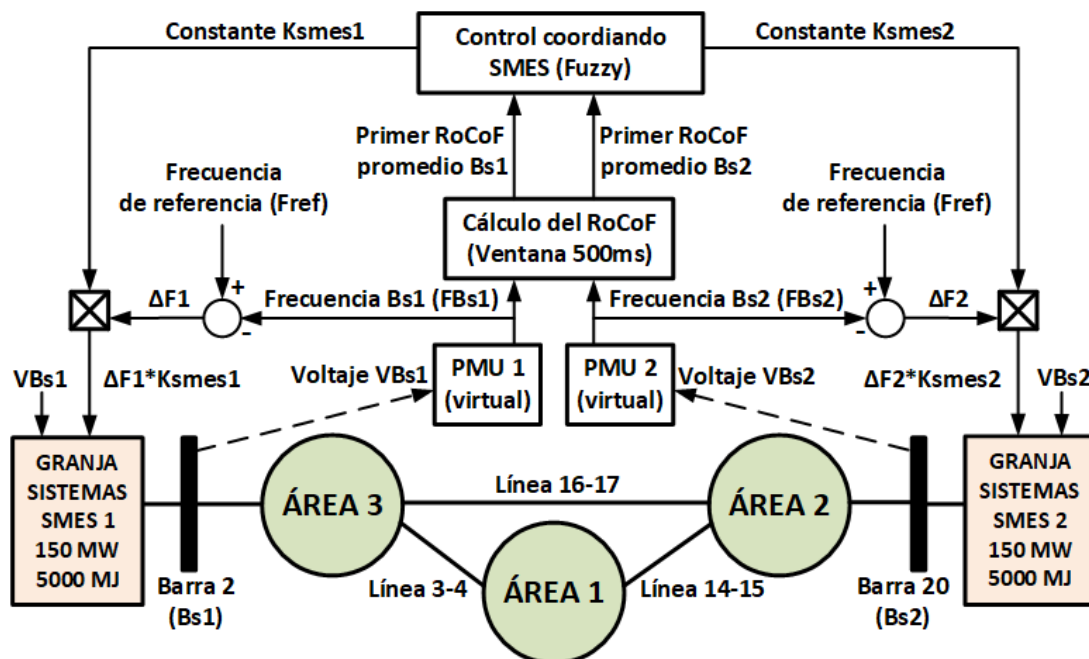 Constante Ksmes1
Control coordiando
SMES (Fuzzy)
Constante Ksmes2
Primer RoCoF
promedio Bs1
Primer RoCoF
promedio Bs2
Frecuencia
de referencia (Fref)
Frecuencia
de referencia (Fref)
Cálculo del RoCoF
(Ventana 500ms)
ΔF1
+
-
Frecuencia Bs1 (FBs1)
Frecuencia Bs2 (FBs2)
+
-
ΔF2
VBs1
ΔF1*Ksmes1
Voltaje VBs1
PMU 1
(virtual)
PMU 2
(virtual)
Voltaje VBs2
ΔF2*Ksmes2
VBs2
GRANJA
SISTEMAS
SMES 1
150 MW
5000 MJ
Barra 2
(Bs1)
ÁREA 3
Línea 16-17
ÁREA 2
Línea 3-4
ÁREA 1
Línea 14-15
Barra 20
(Bs2)
GRANJA
SISTEMAS
SMES 2
150 MW
5000 MJ